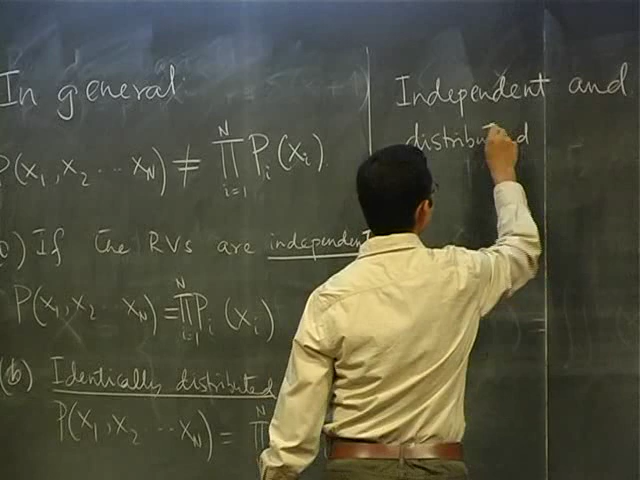 In general
P(x₁, x₂ ... x_N) ≠ ∏_{i=1}^{N} P_i(x_i).
) If the RVs are independent
P(x₁, x₂ ... x_N) = ∏_{i=1}^{N} P_i(x_i)
(b) Identically distributed
P(x₁, x₂ ... x_N) = ∏^{N}
Independent and
distributed